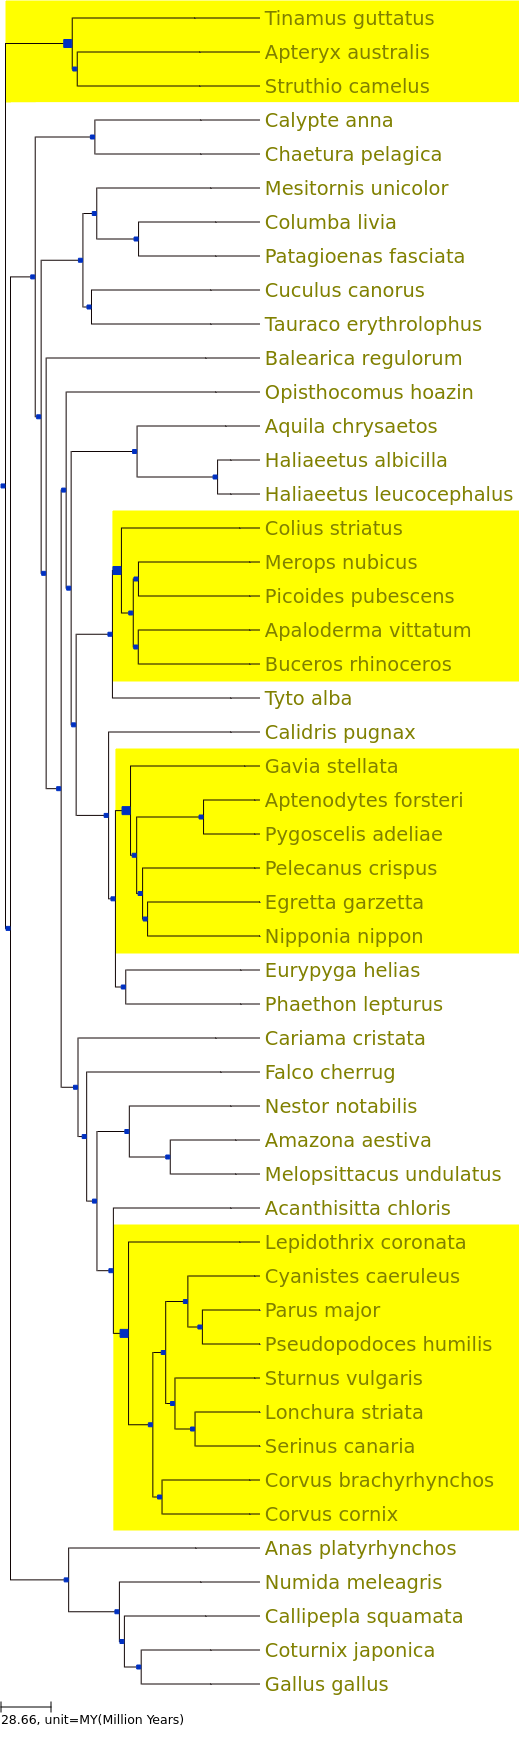 Tinamus guttatus
Apteryx australis
Struthio camelus
Calypte anna
Chaetura pelagica
Mesitornis unicolor
Columba livia
Patagioenas fasciata
Cuculus canorus
Tauraco erythrolophus
Balearica regulorum
Opisthocomus hoazin
Aquila chrysaetos
Haliaeetus albicilla
Haliaeetus leucocephalus
Colius striatus
Merops nubicus
Picoides pubescens
Apaloderma vittatum
Buceros rhinoceros
Tyto alba
Calidris pugnax
Gavia stellata
Aptenodytes forsteri
Pygoscelis adeliae
Pelecanus crispus
Egretta garzetta
Nipponia nippon
Eurypyga helias
Phaethon lepturus
Cariama cristata
Falco cherrug
Nestor notabilis
Amazona aestiva
Melopsittacus undulatus
Acanthisitta chloris
Lepidothrix coronata
Cyanistes caeruleus
Parus major
Pseudopodoces humilis
Sturnus vulgaris
Lonchura striata
Serinus canaria
Corvus brachyrhynchos
Corvus cornix
Anas platyrhynchos
Numida meleagris
Callipepla squamata
Coturnix japonica
Gallus gallus
28.66, unit=MY(Million Years)